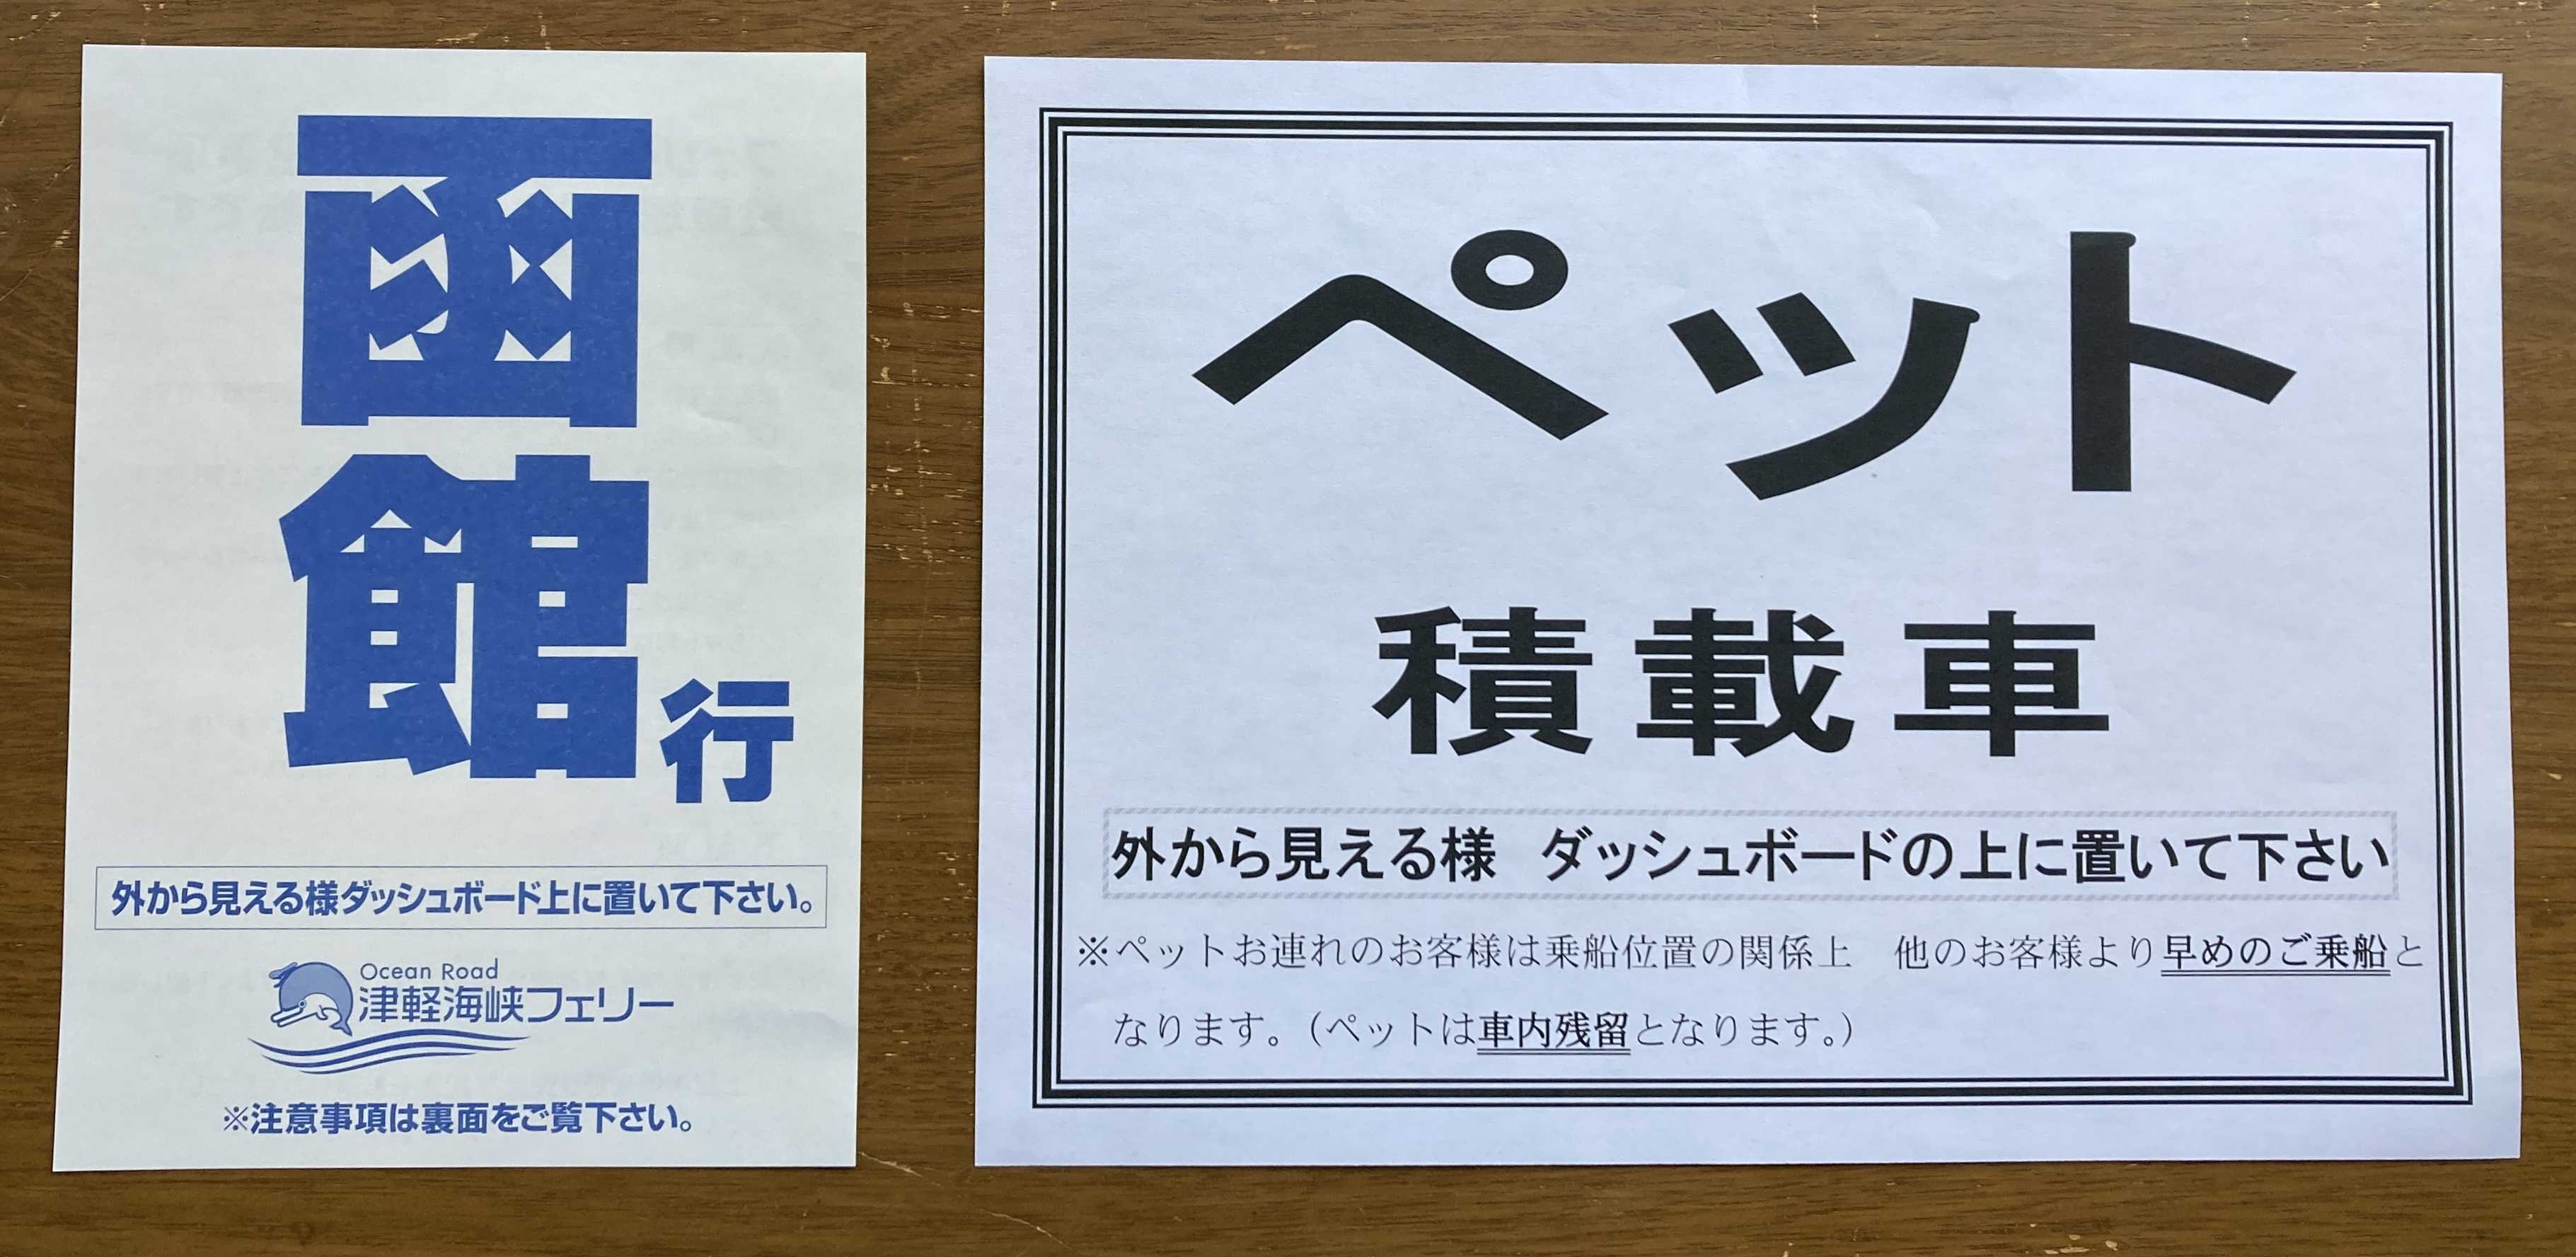 函館行
外から見える様ダッシュボード上に置いて下さい。
Ocean Road
津軽海峡フェリー
※注意事項は裏面をご覧下さい。
ペット
積載車
外から見える様 ダッシュボードの上に置いて下さい
※ペットお連れのお客様は乗船位置の関係上 他のお客様より早めのご乗船と
なります。（ペットは車内残留となります。）